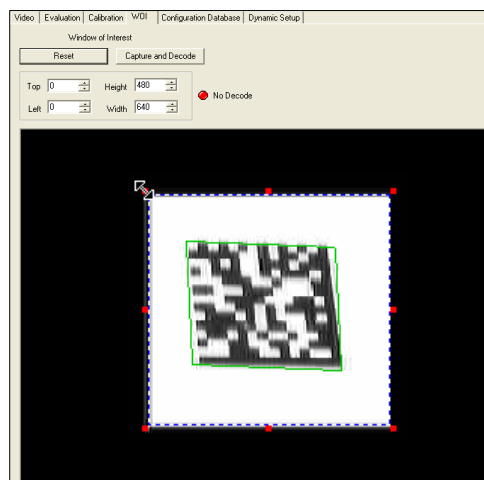 Video Evaluation Calibration WOI Configuration Database Dynamic Setup
Window of Interest
Reset Capture and Decode
Top 0 Height 480
No Decode
Left 0 Width 640